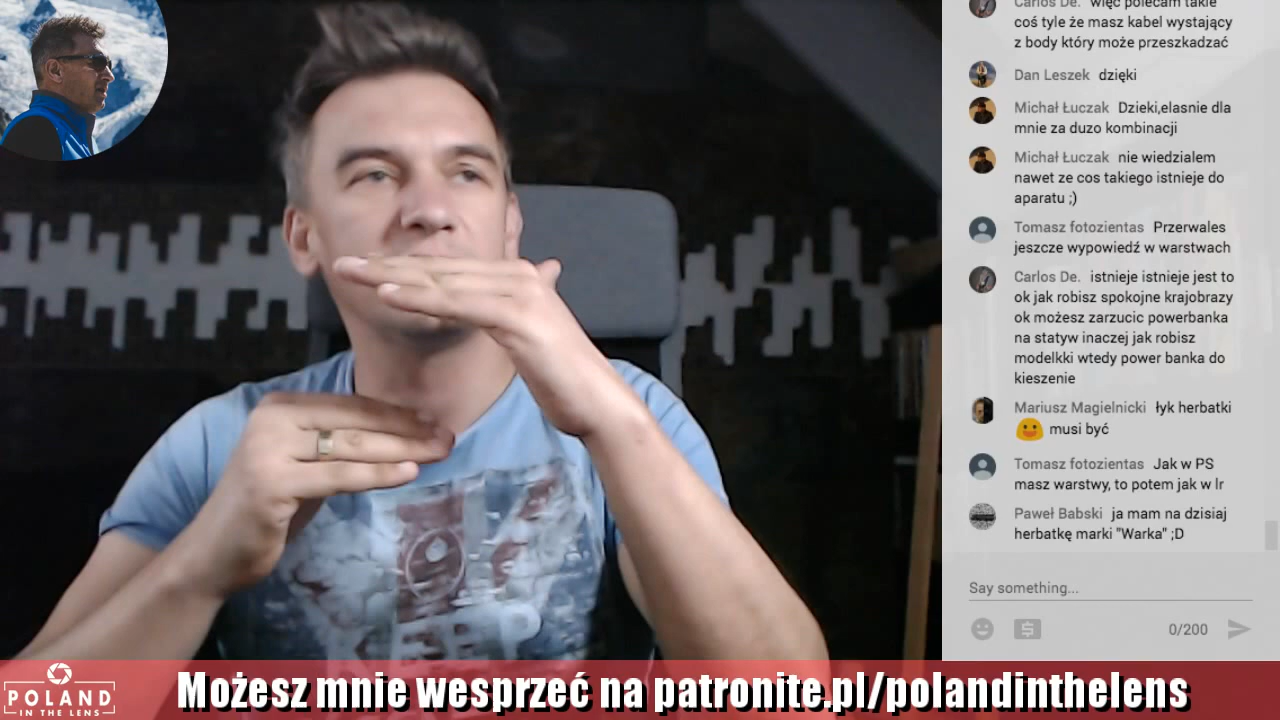 Carlos De. więc polecam takie
coś tyle że masz kabel wystający
z body który może przeszkadzać
Dan Leszek dzięki
Michał Łuczak Dzieki,elasnie dla
mnie za duzo kombinacji
Michał Łuczak nie wiedzialem
nawet ze cos takiego istnieje do
aparatu ;)
Tomasz fotozientas Przerwales
jeszcze wypowiedź w warstwach
Carlos De. istnieje istnieje jest to
ok jak robisz spokojne krajobrazy
ok możesz zarzucic powerbanka
na statyw inaczej jak robisz
modelkki wtedy power banka do
kieszenie
Mariusz Magielnicki łyk herbatki
musi być
Tomasz fotozientas Jak w PS
masz warstwy, to potem jak w lr
Paweł Babski ja mam na dzisiaj
herbatkę marki "Warka" ;D
Say something...
0/200
KEEP
POLAND
IN THE LENS
Możesz mnie wesprzeć na patronite.pl/polandinthelens